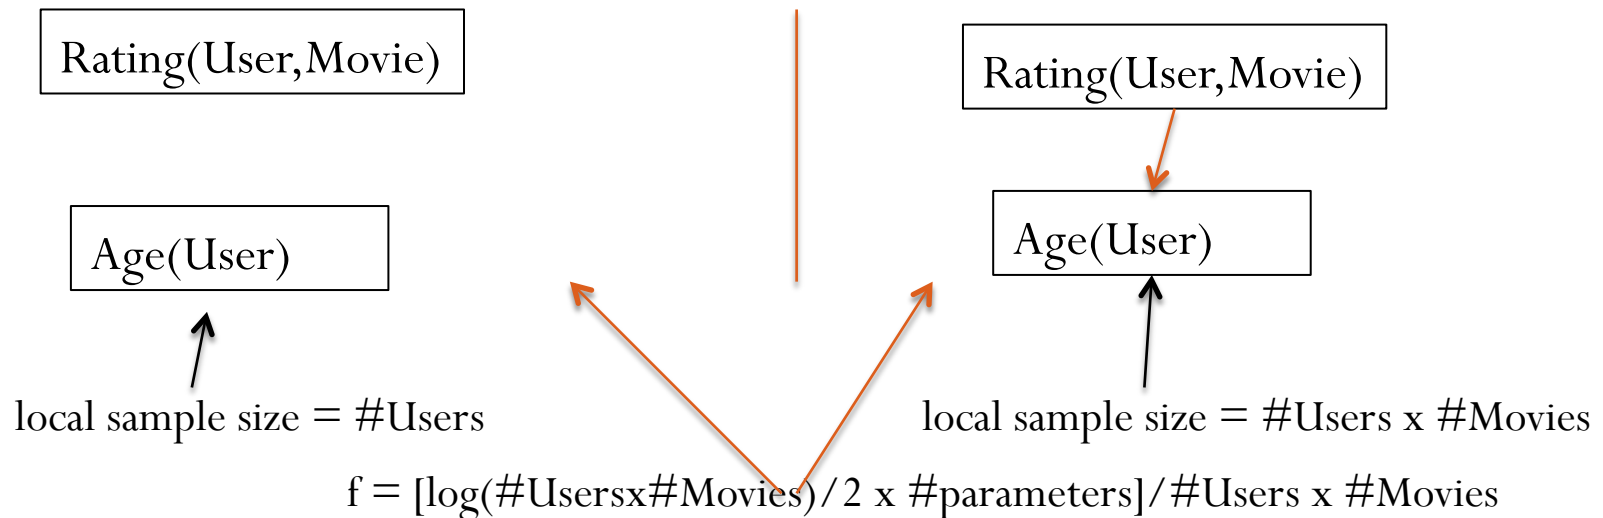 Rating(User,Movie)
Rating(User,Movie)
Age(User)
Age(User)
local sample size = #Users
local sample size = #Users x #Movies
f = [log(#Usersx#Movies)/2 x #parameters]/#Users x #Movies